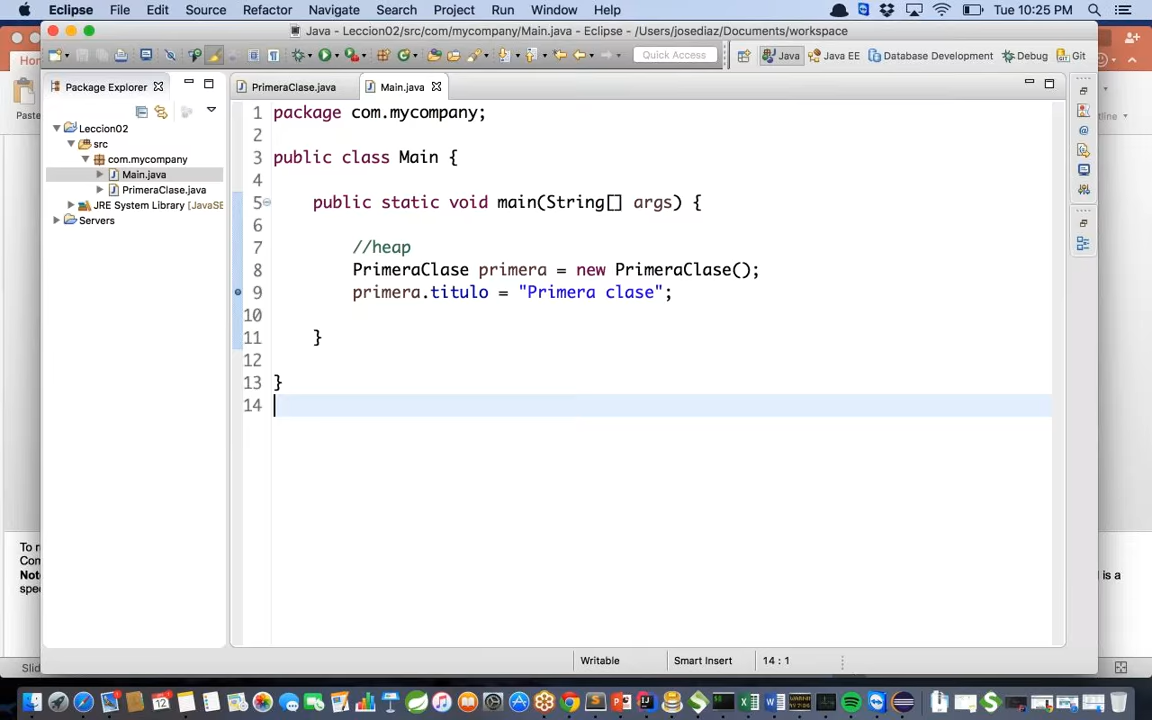 Eclipse File Edit Source Refactor Navigate Search Project Run Window Help Tue 10:25 PM
Java - Leccion02/src/com/mycompany/Main.java - Eclipse - /Users/josediaz/Documents/workspace
Quick Access Java Java EE Database Development Debug Git
Paste
Package Explorer
PrimeraClase.java Main.java
Leccion02
src
com.mycompany
Main.java
PrimeraClase.java
JRE System Library [JavaSE
Servers
1 package com.mycompany;
2
3 public class Main {
4
5 public static void main(String[] args) {
6
7 //heap
8 PrimeraClase primera = new PrimeraClase();
9 primera.titulo = "Primera clase";
10
11 }
12
13 }
14
Writable Smart Insert 14 : 1
is a